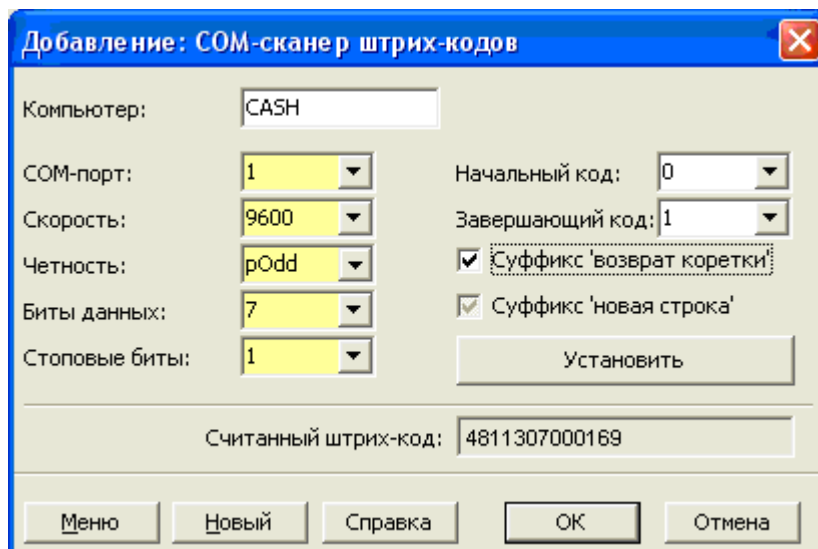 Добавление: COM-сканер штрих-кодов
Компьютер: CASH
COM-порт: 1 Начальный код: 0
Скорость: 9600 Завершающий код: 1
Четность: pOdd Суффикс 'возврат коретки'
Биты данных: 7 Суффикс 'новая строка'
Стоповые биты: 1 Установить
Считанный штрих-код: 4811307000169
Меню Новый Справка ОК Отмена